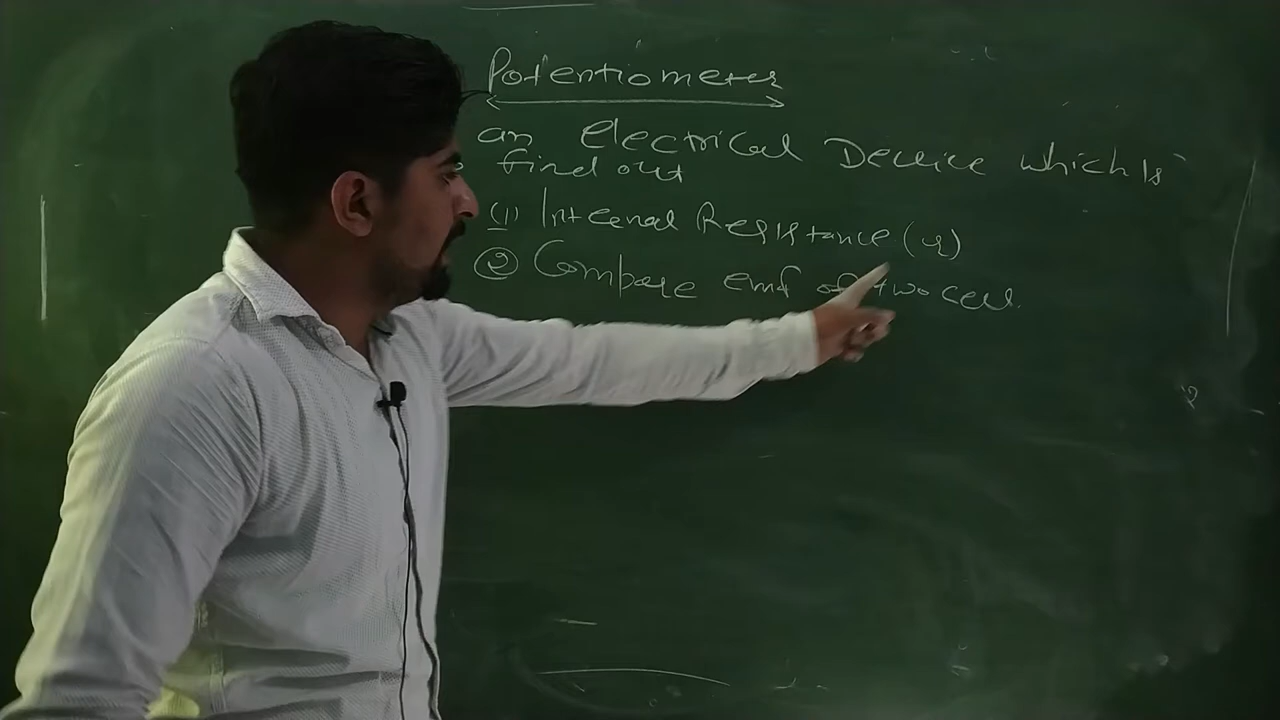 Potentiometer
an Electrical Device which is
find out
(1) Internal Resistance (r)
② Compare emf of two cell.